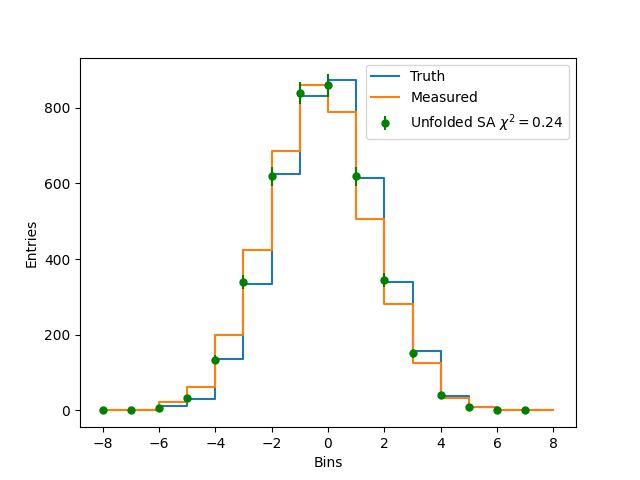 Truth
Measured
Unfolded SA χ² = 0.24
Entries
800
600
400
200
0
−8 −6 −4 −2 0 2 4 6 8
Bins